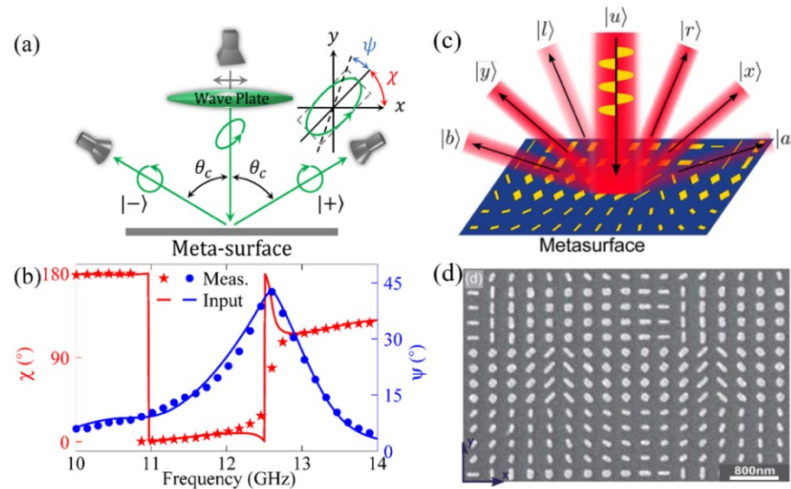 (a)
y
ψ
χ
x
Wave Plate
θc
θc
|−⟩
|+⟩
Meta-surface
(b)
180
90
0
χ (°)
★ Meas. ●
— Input —
45
30
15
0
ψ (°)
10
11
12
13
14
Frequency (GHz)
(c)
|u⟩
|l⟩
|r⟩
|y⟩
|x⟩
|b⟩
|a
Metasurface
(d)
(d)
y
x
800nm